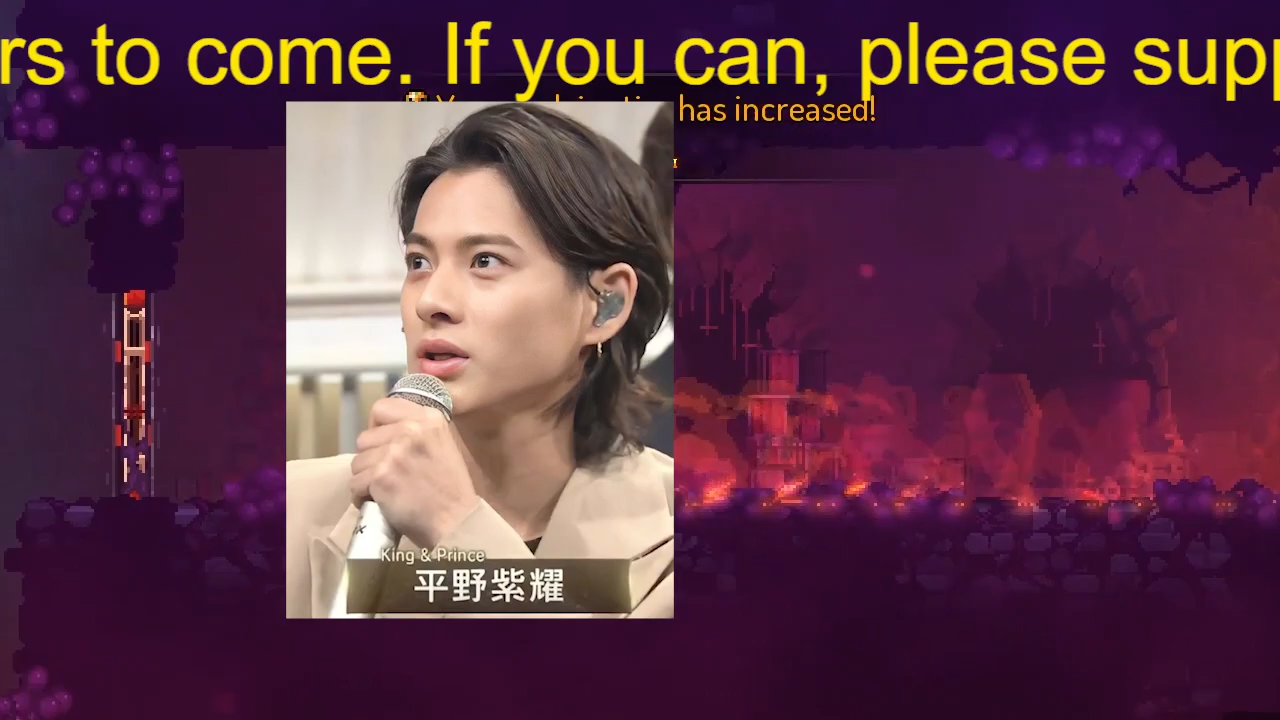 rs to come. If you can, please supp
has increased!
King & Prince
平野紫耀